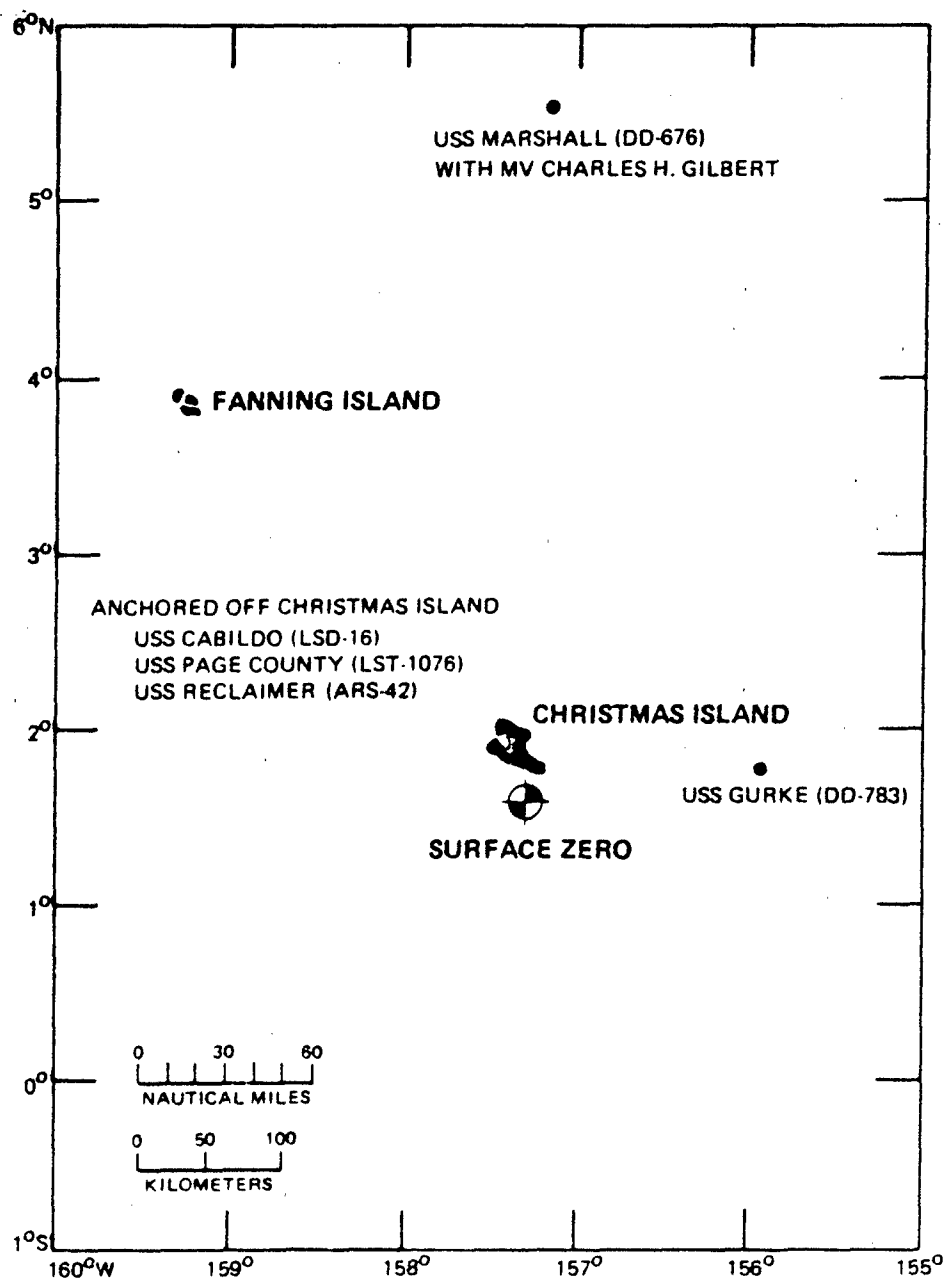 6°N
USS MARSHALL (DD-676)
WITH MV CHARLES H. GILBERT
5°
4°
FANNING ISLAND
3°
ANCHORED OFF CHRISTMAS ISLAND
USS CABILDO (LSD-16)
USS PAGE COUNTY (LST-1076)
USS RECLAIMER (ARS-42)
CHRISTMAS ISLAND
2°
USS GURKE (DD-783)
SURFACE ZERO
1°
0 30 60
NAUTICAL MILES
0°
0 50 100
KILOMETERS
1°S
160°W 159° 158° 157° 156° 155°